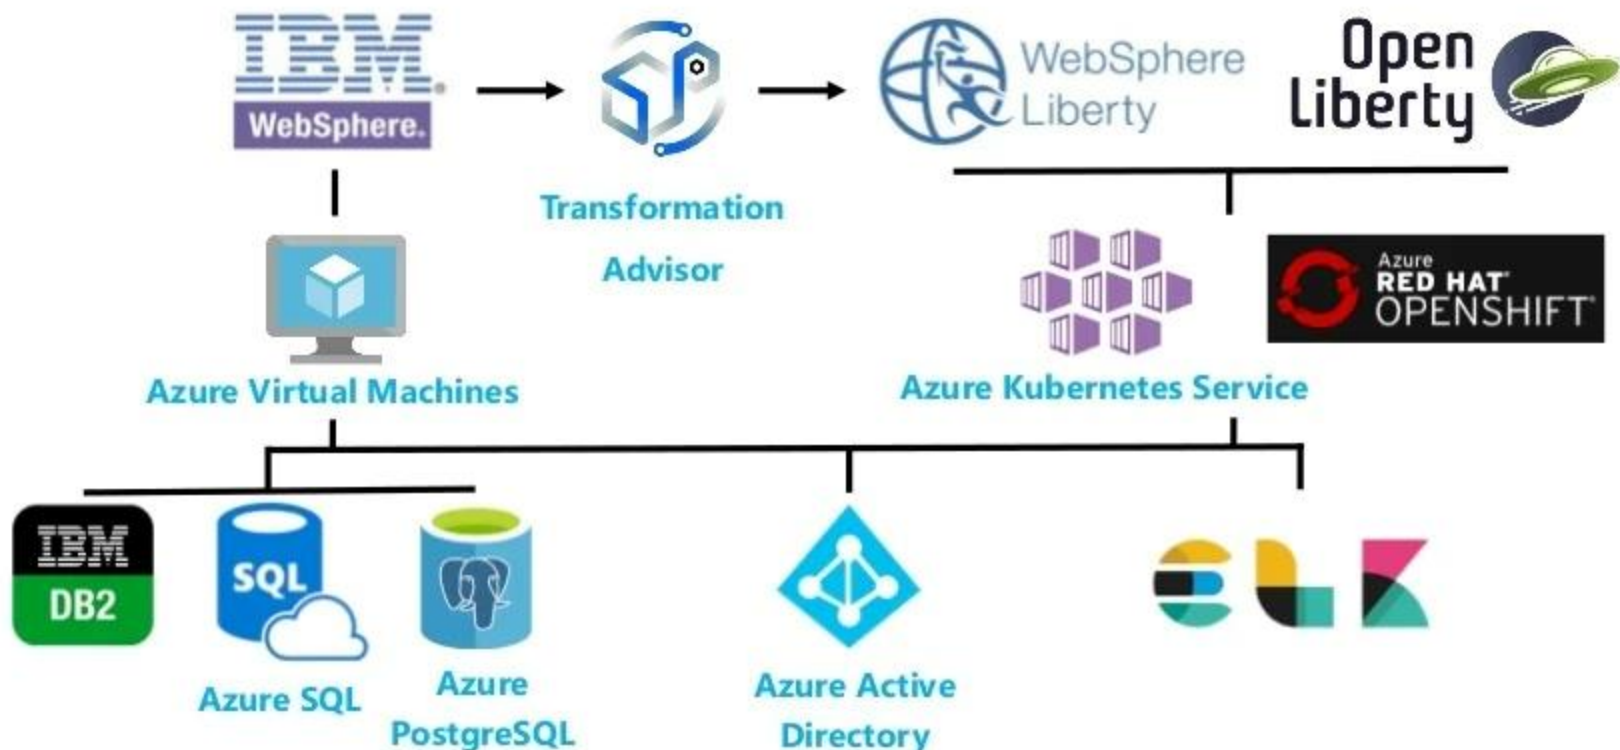 IBM.
WebSphere.
Transformation
Advisor
WebSphere
Liberty
Open
Liberty
Azure Virtual Machines
Azure Kubernetes Service
Azure
RED HAT
OPENSHIFT
IBM
DB2
SQL
Azure SQL
Azure
PostgreSQL
Azure Active
Directory
ELK